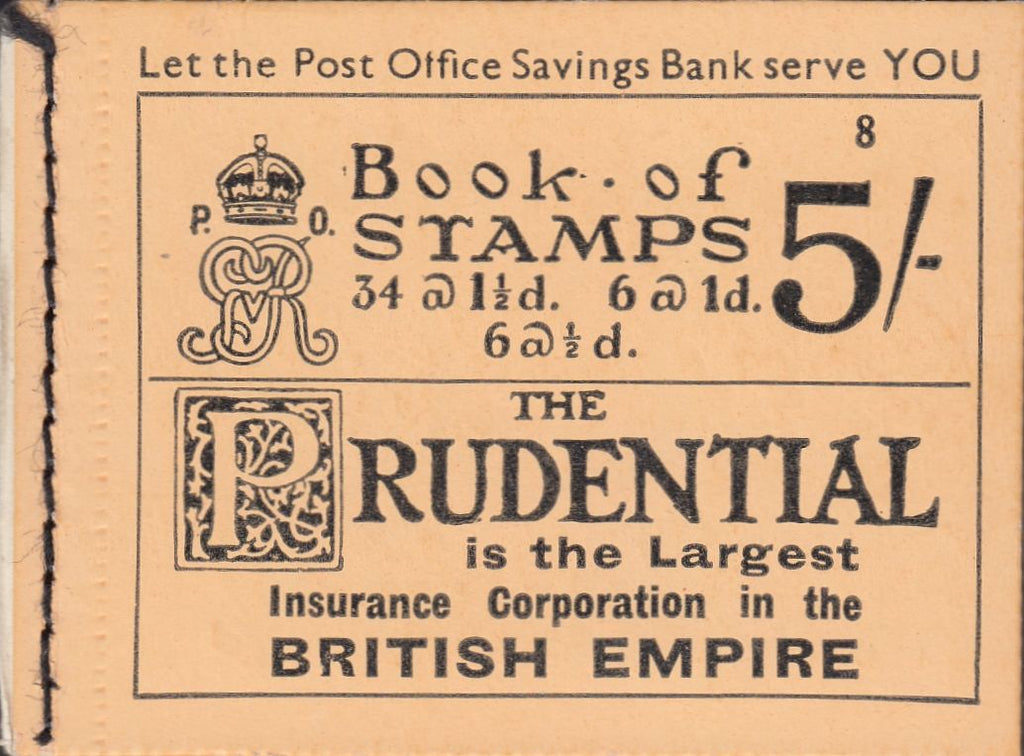 Let the Post Office Savings Bank serve YOU
8
P. O.
GRVI
Book · of
STAMPS
5/-
34 @ 1½d. 6 @ 1d.
6 @ ½d.
THE
PRUDENTIAL
is the Largest
Insurance Corporation in the
BRITISH EMPIRE